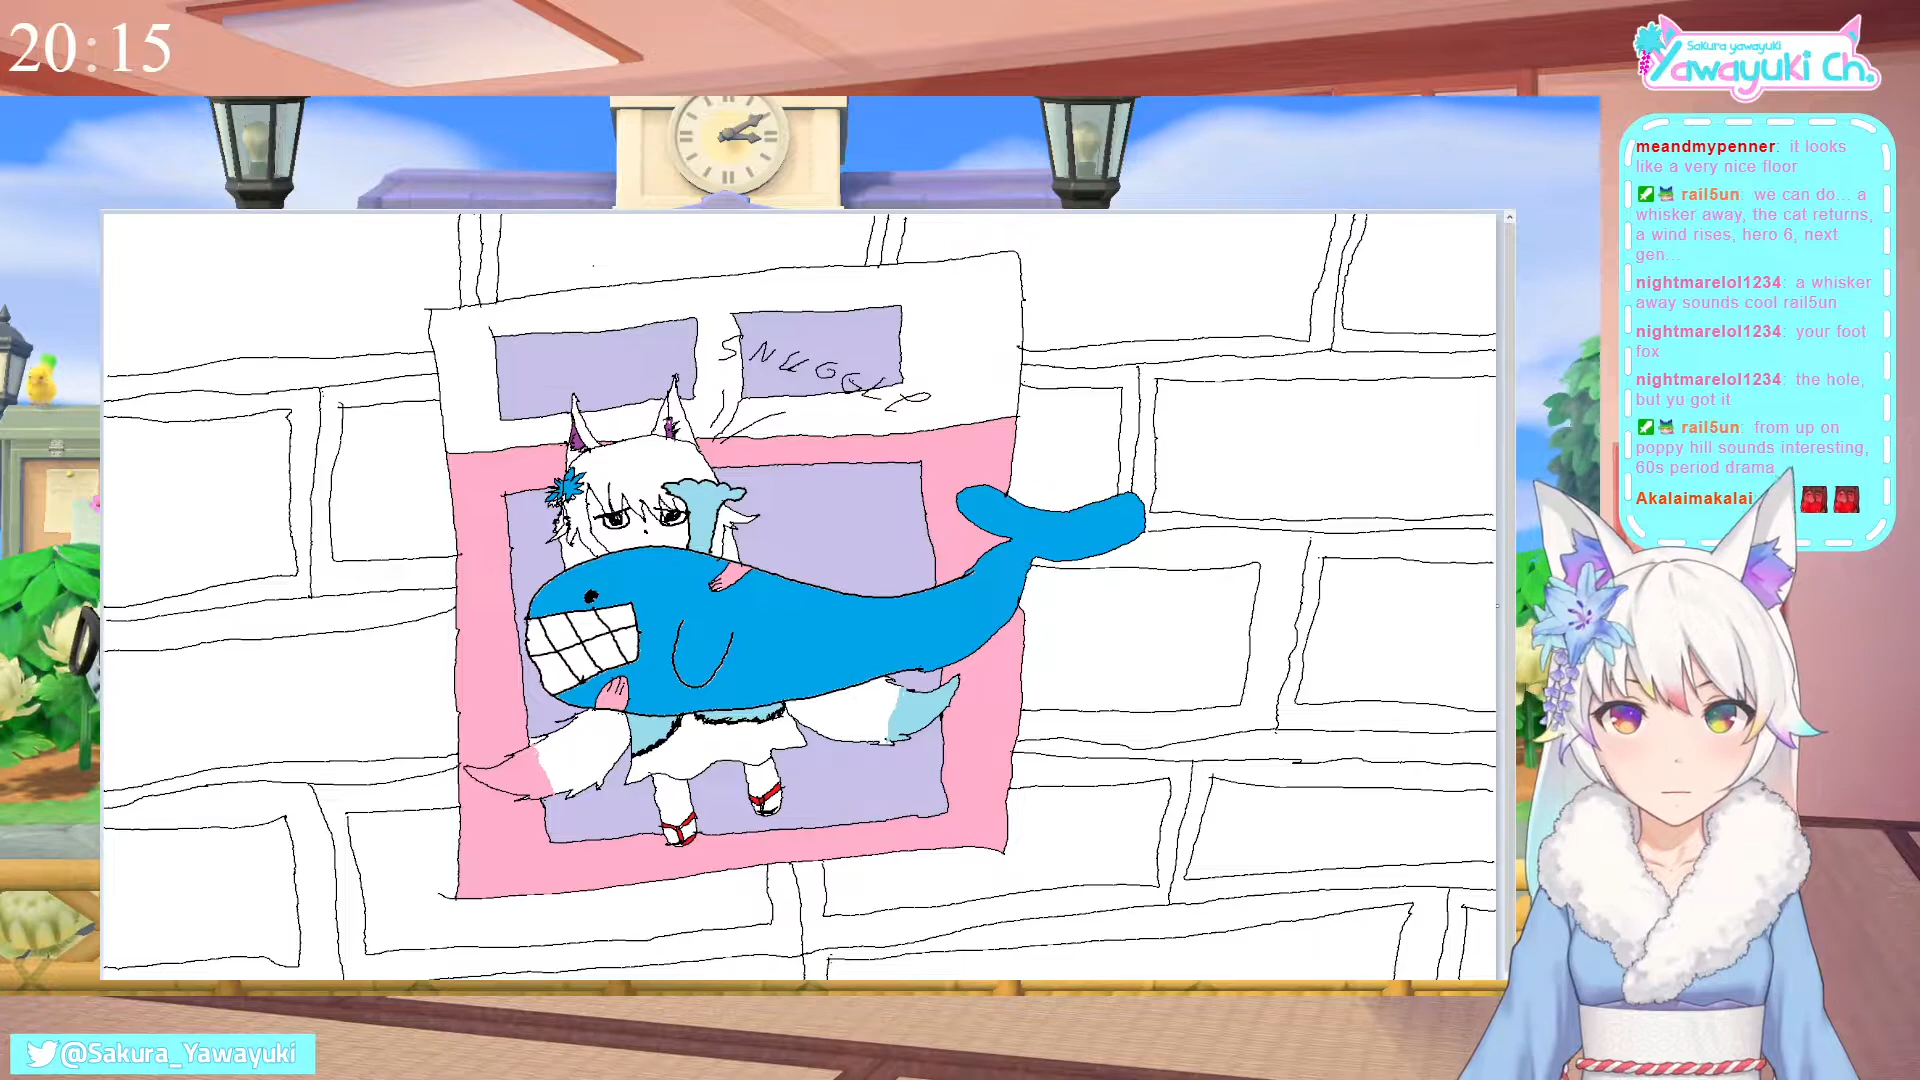 20:15
Sakura yawayuki
Yawayuki Ch.
meandmypenner: it looks
like a very nice floor
rail5un: we can do... a
whisker away, the cat returns,
a wind rises, hero 6, next
gen...
nightmarelol1234: a whisker
away sounds cool rail5un
nightmarelol1234: your foot
fox
nightmarelol1234: the hole,
but yu got it
rail5un: from up on
poppy hill sounds interesting,
60s period drama
Akalaimakalai
@Sakura_Yawayuki